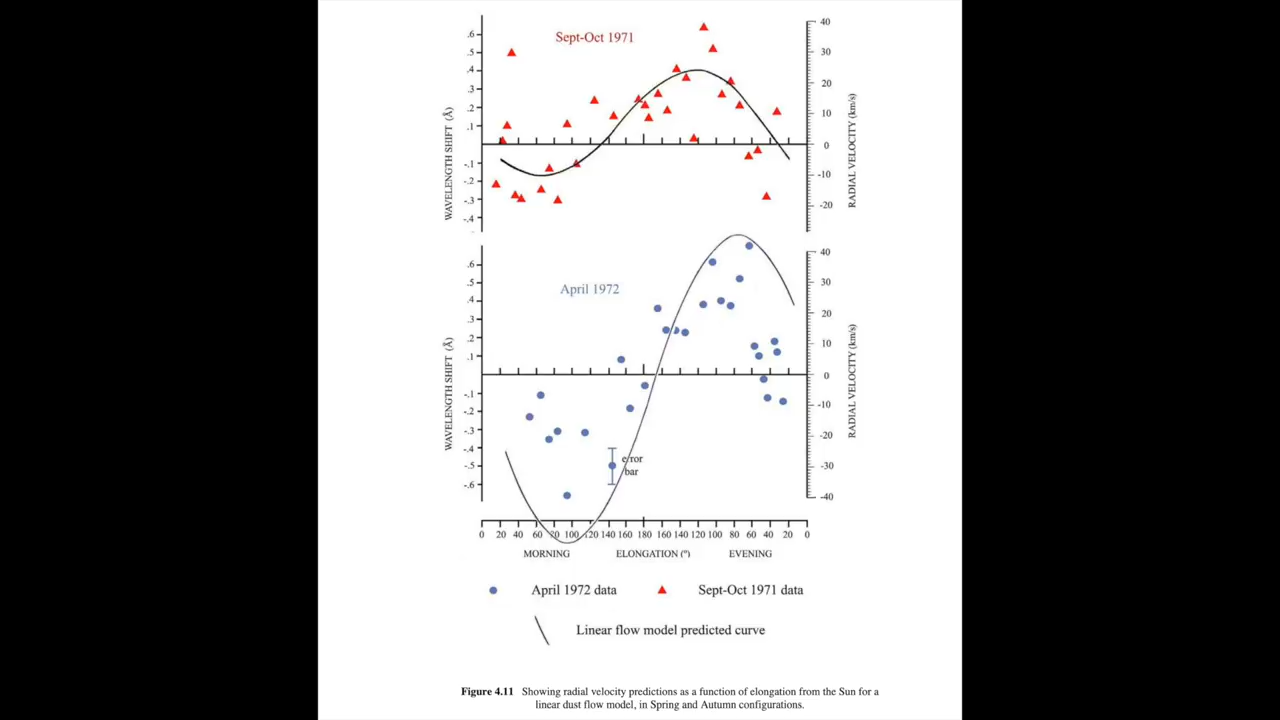 Sept-Oct 1971
WAVELENGTH SHIFT (Å)
.6
.5
.4
.3
.2
.1
-.1
-.2
-.3
-.4
40
30
20
10
0
-10
-20
RADIAL VELOCITY (km/s)
April 1972
WAVELENGTH SHIFT (Å)
.6
.5
.4
.3
.2
.1
-.1
-.2
-.3
-.4
-.5
-.6
error
bar
40
30
20
10
0
-10
-20
-30
-40
RADIAL VELOCITY (km/s)
0 20 40 60 80 100 120 140 160 180 160 140 120 100 80 60 40 20 0
MORNING ELONGATION (º) EVENING
April 1972 data Sept-Oct 1971 data
Linear flow model predicted curve
Figure 4.11 Showing radial velocity predictions as a function of elongation from the Sun for a
linear dust flow model, in Spring and Autumn configurations.